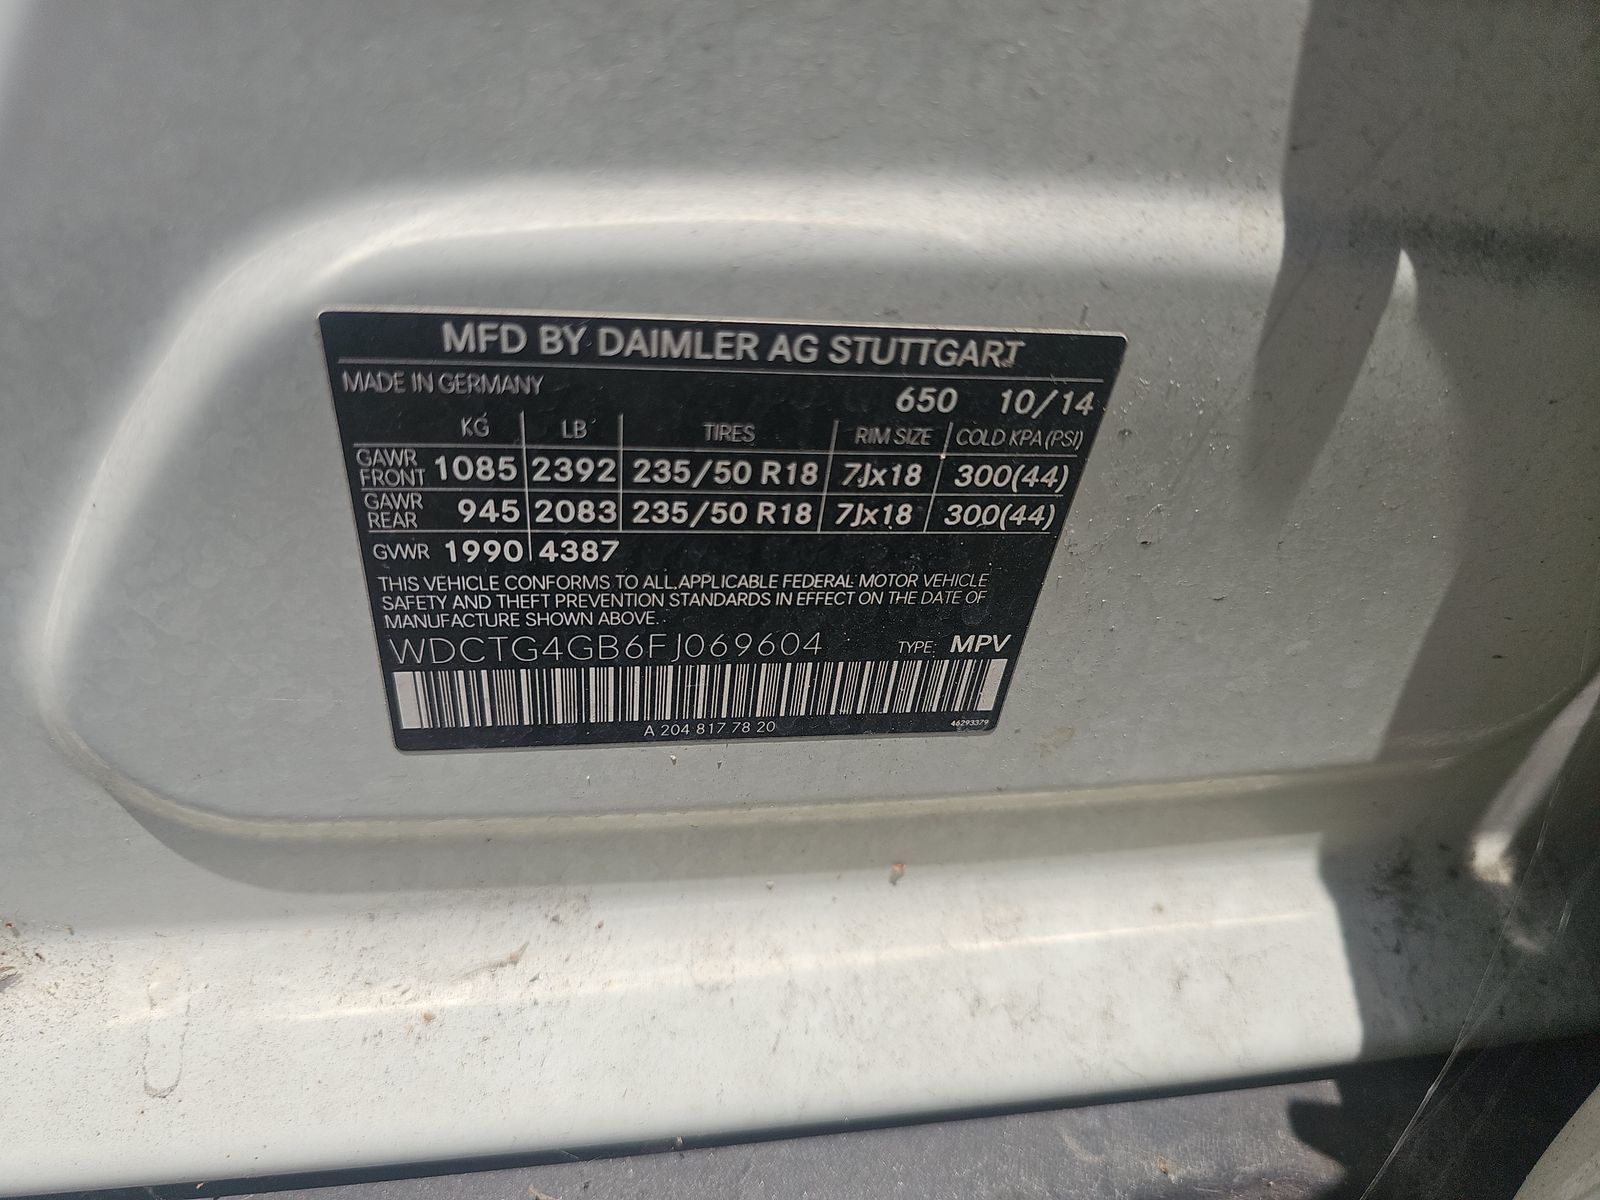 MFD BY DAIMLER AG STUTTGART
MADE IN GERMANY 650 10/14
KG LB TIRES RIM SIZE COLD KPA (PSI)
GAWR FRONT 1085 2392 235/50 R18 7Jx18 300(44)
GAWR REAR 945 2083 235/50 R18 7Jx18 300(44)
GVWR 1990 4387
THIS VEHICLE CONFORMS TO ALL APPLICABLE FEDERAL MOTOR VEHICLE
SAFETY AND THEFT PREVENTION STANDARDS IN EFFECT ON THE DATE OF
MANUFACTURE SHOWN ABOVE.
WDCTG4GB6FJ069604 TYPE: MPV
A 204 817 78 20 46293379